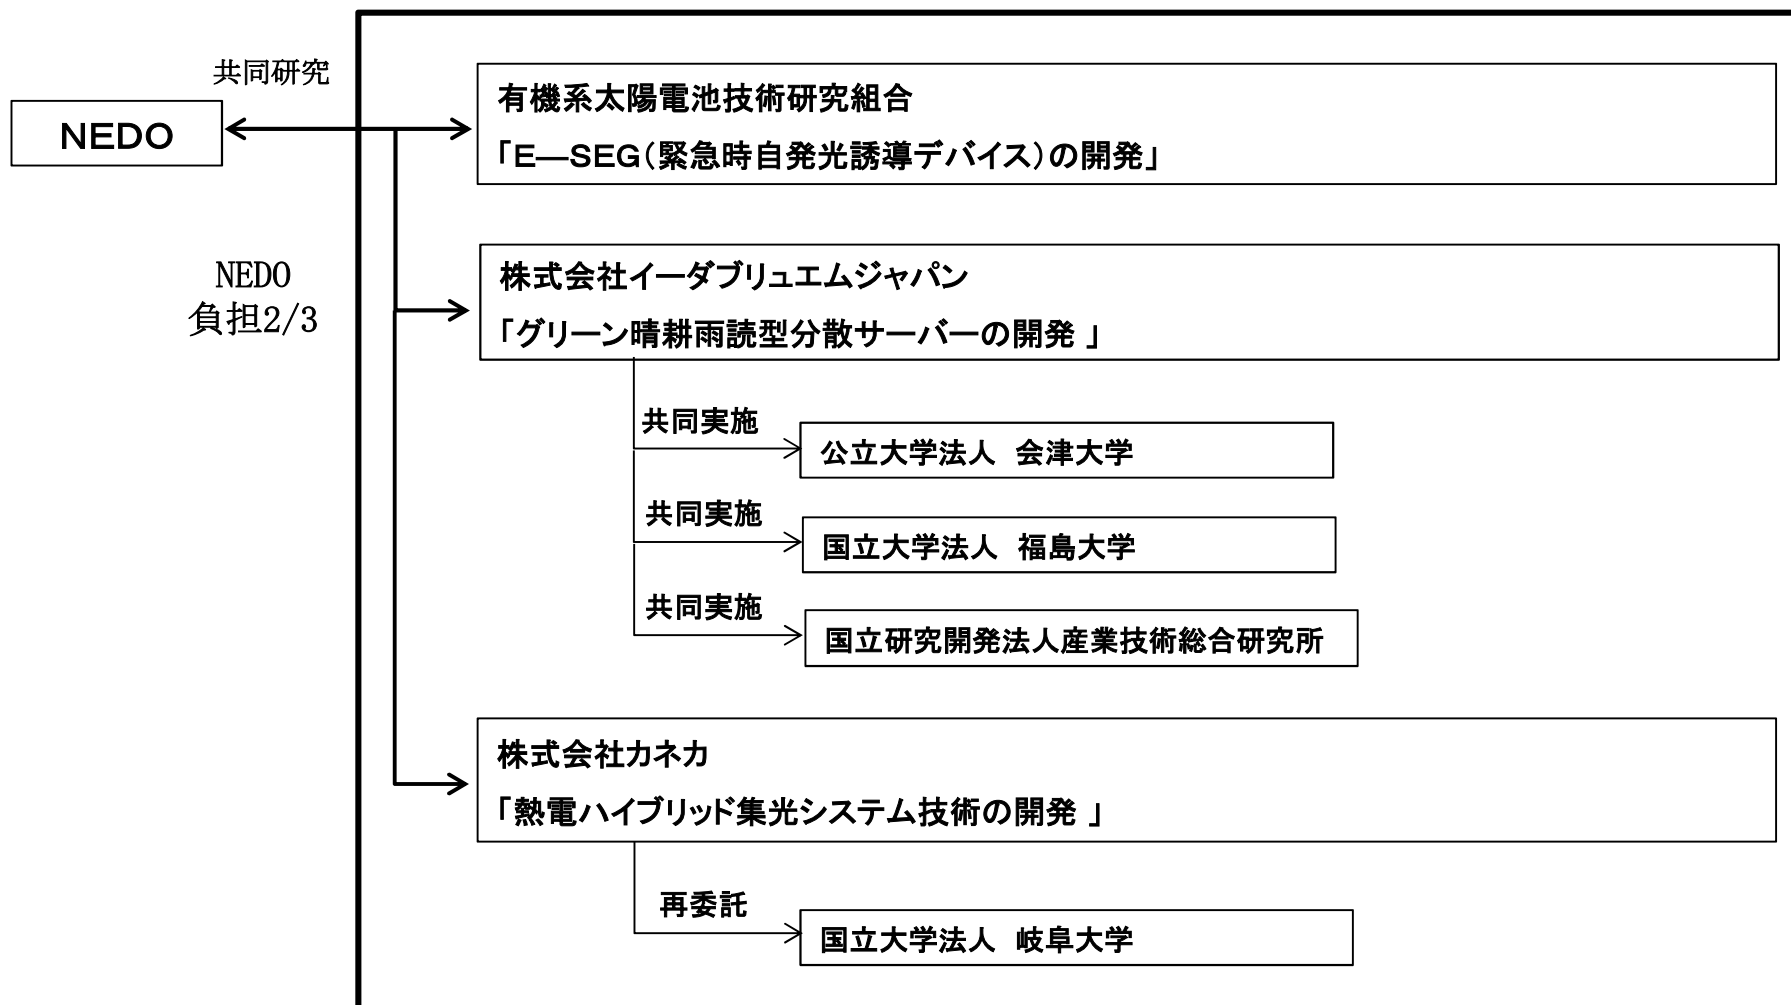 共同研究
NEDO
有機系太陽電池技術研究組合
「E―SEG(緊急時自発光誘導デバイス)の開発」
NEDO
負担2/3
株式会社イーダブリュエムジャパン
「グリーン晴耕雨読型分散サーバーの開発 」
共同実施
公立大学法人 会津大学
共同実施
国立大学法人 福島大学
共同実施
国立研究開発法人産業技術総合研究所
株式会社カネカ
「熱電ハイブリッド集光システム技術の開発 」
再委託
国立大学法人 岐阜大学